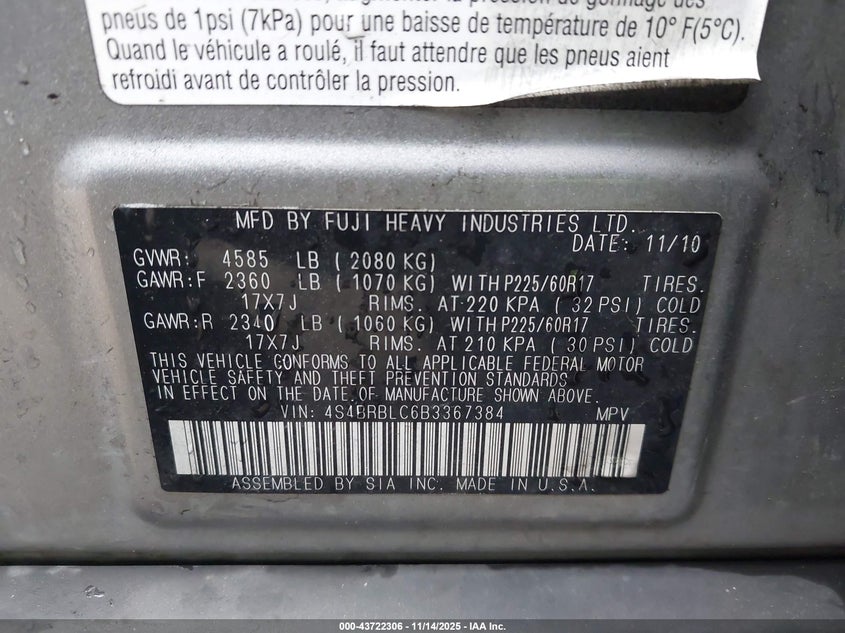 pneus de 1psi (7kPa) pour une baisse de température de 10° F(5°C).
Quand le véhicule a roulé, il faut attendre que les pneus aient
refroidi avant de contrôler la pression.
MFD BY FUJI HEAVY INDUSTRIES LTD.
DATE: 11/10
GVWR: 4585 LB ( 2080 KG)
GAWR:F 2360 LB ( 1070 KG) WITH P225/60R17 TIRES.
17X7J RIMS. AT 220 KPA ( 32 PSI) COLD
GAWR:R 2340 LB ( 1060 KG) WITH P225/60R17 TIRES.
17X7J RIMS. AT 210 KPA ( 30 PSI) COLD
THIS VEHICLE CONFORMS TO ALL APPLICABLE FEDERAL MOTOR
VEHICLE SAFETY AND THEFT PREVENTION STANDARDS
IN EFFECT ON THE DATE OF MANUFACTURE SHOWN ABOVE.
VIN: 4S4BRBLC6B3367384 MPV
ASSEMBLED BY SIA INC. MADE IN U.S.A.
000-43722306 - 11/14/2025 - IAA Inc.